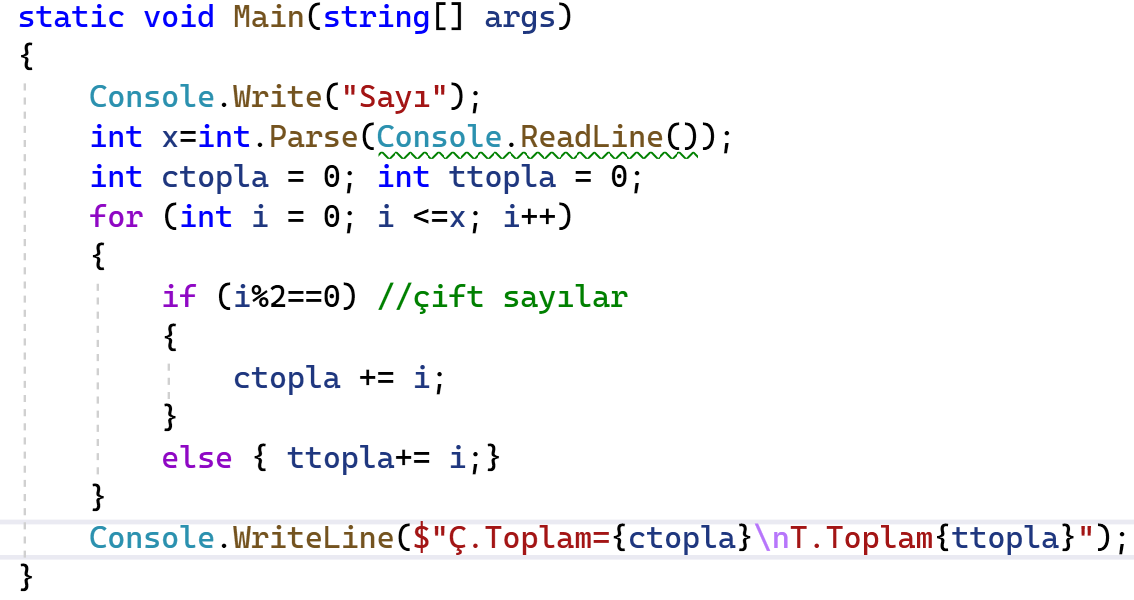 static void Main(string[] args)
{
    Console.Write("Sayı");
    int x=int.Parse(Console.ReadLine());
    int ctopla = 0; int ttopla = 0;
    for (int i = 0; i <=x; i++)
    {
        if (i%2==0) //çift sayılar
        {
            ctopla += i;
        }
        else { ttopla+= i;}
    }
    Console.WriteLine($"Ç.Toplam={ctopla}\nT.Toplam{ttopla}");
}